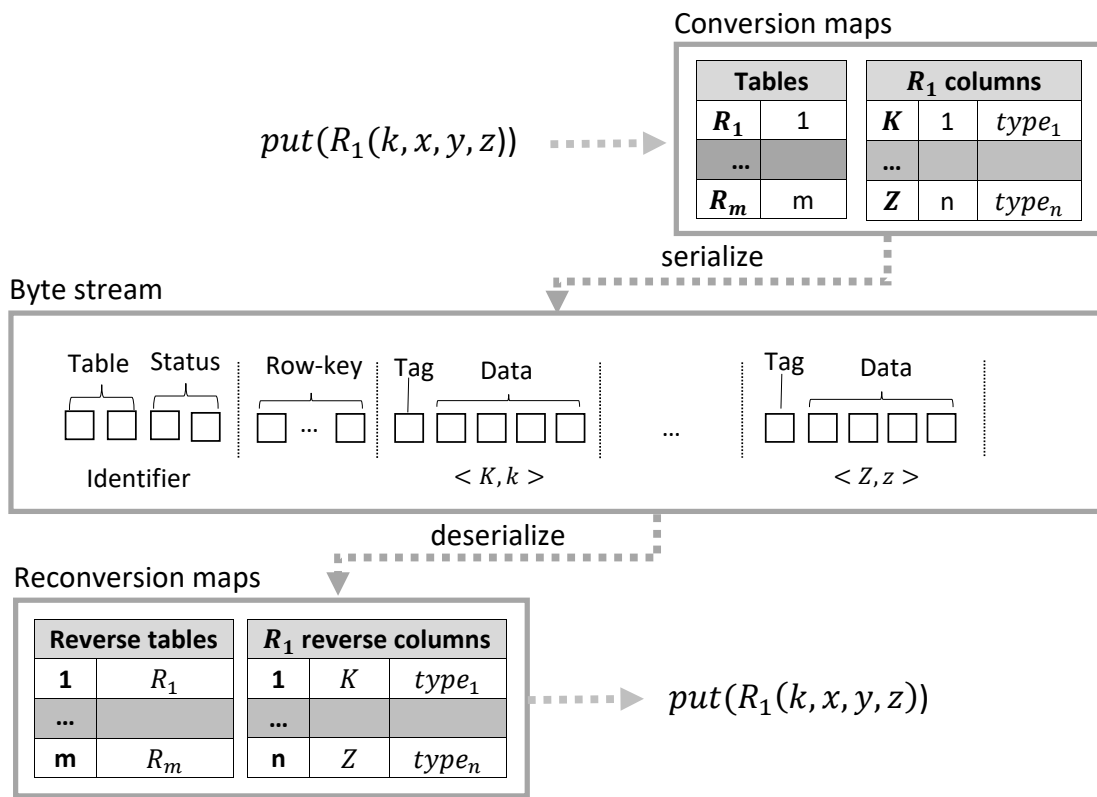 Conversion maps
Tables
R₁ 1
...
Rₘ m
R₁ columns
K 1 type₁
...
Z n typeₙ
put(R₁(k, x, y, z))
serialize
Byte stream
Table Status Row-key Tag Data Tag Data
... ...
Identifier < K, k > < Z, z >
deserialize
Reconversion maps
Reverse tables
1 R₁
...
m Rₘ
R₁ reverse columns
1 K type₁
...
n Z typeₙ
put(R₁(k, x, y, z))